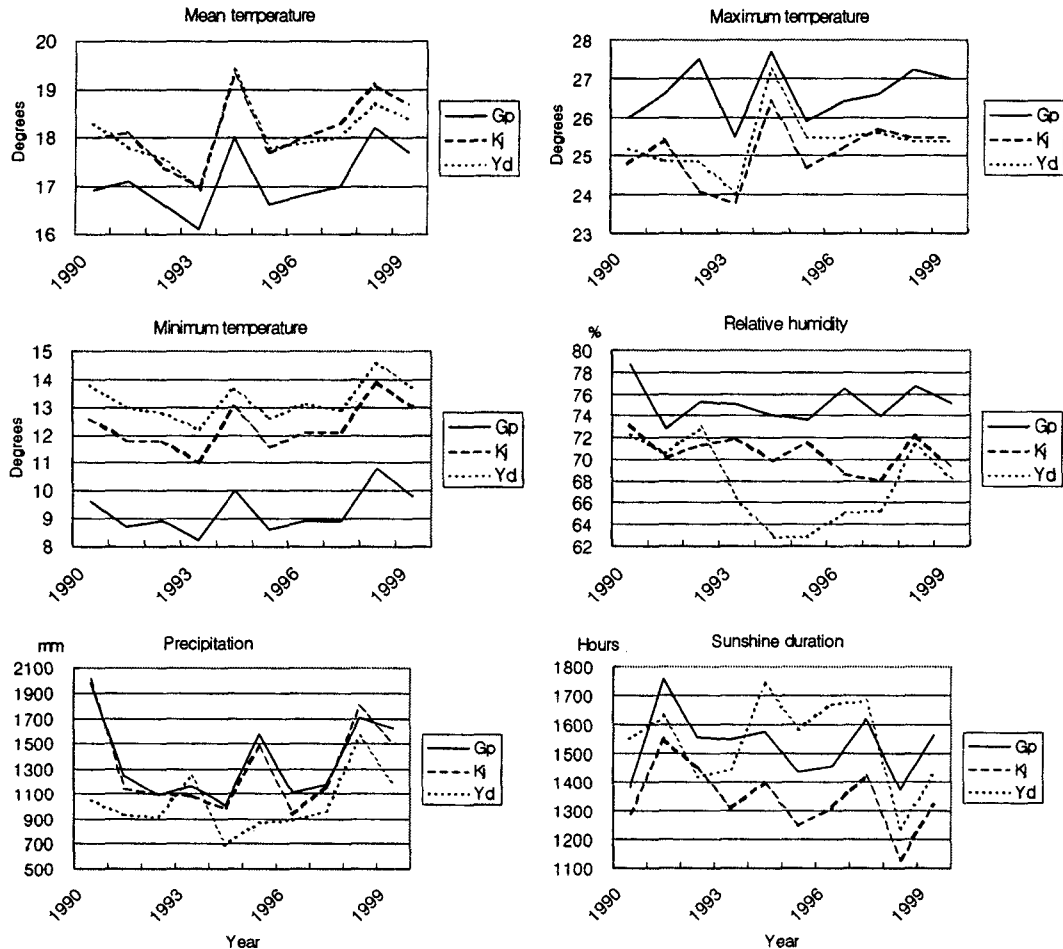 Mean temperature
20
19
18
17
16
Degrees
1990
1993
1996
1999
Gp
Kj
Yd
Maximum temperature
28
27
26
25
24
23
Degrees
1990
1993
1996
1999
Gp
Kj
Yd
Minimum temperature
15
14
13
12
11
10
9
8
Degrees
1990
1993
1996
1999
Gp
Kj
Yd
Relative humidity
%
80
78
76
74
72
70
68
66
64
62
1990
1993
1996
1999
Gp
Kj
Yd
Precipitation
mm
2100
1900
1700
1500
1300
1100
900
700
500
1990
1993
1996
1999
Year
Gp
Kj
Yd
Sunshine duration
Hours
1800
1700
1600
1500
1400
1300
1200
1100
1990
1993
1996
1999
Year
Gp
Kj
Yd